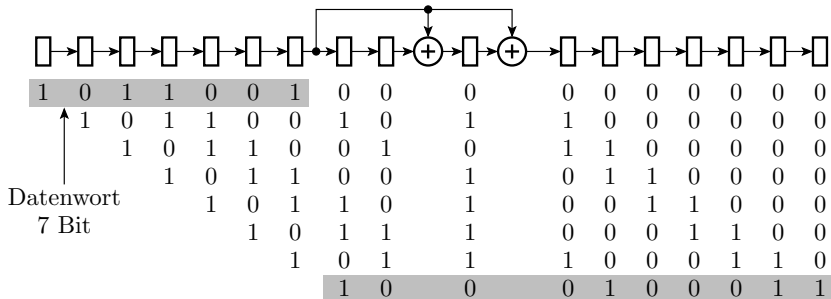 + +
1 0 1 1 0 0 1 0 0 0 0 0 0 0 0 0 0
1 0 1 1 0 0 1 0 1 1 0 0 0 0 0 0
1 0 1 1 0 0 1 0 1 1 0 0 0 0 0
1 0 1 1 0 0 1 0 1 1 0 0 0 0
1 0 1 1 0 1 0 0 1 1 0 0 0
1 0 1 1 1 0 0 0 1 1 0 0
1 0 1 1 1 0 0 0 1 1 0
1 0 0 0 1 0 0 0 1 1
Datenwort
7 Bit